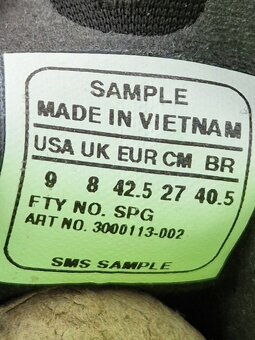 SAMPLE
MADE IN VIETNAM
USA UK EUR CM BR
9 8 42.5 27 40.5
FTY NO. SPG
ART NO. 3000113-002
SMS SAMPLE